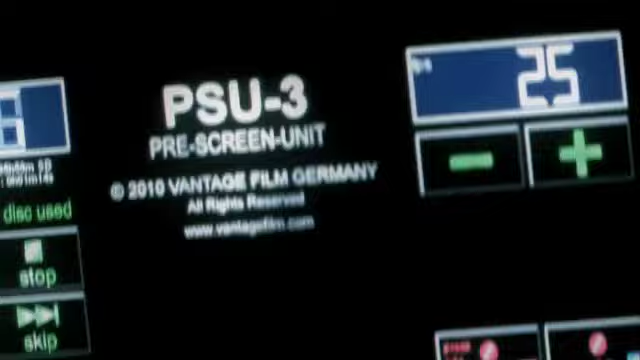 PSU-3
PRE-SCREEN-UNIT
© 2010 VANTAGE FILM GERMANY
All Rights Reserved
www.vantagefilm.com
25
-
+
disc used
stop
skip